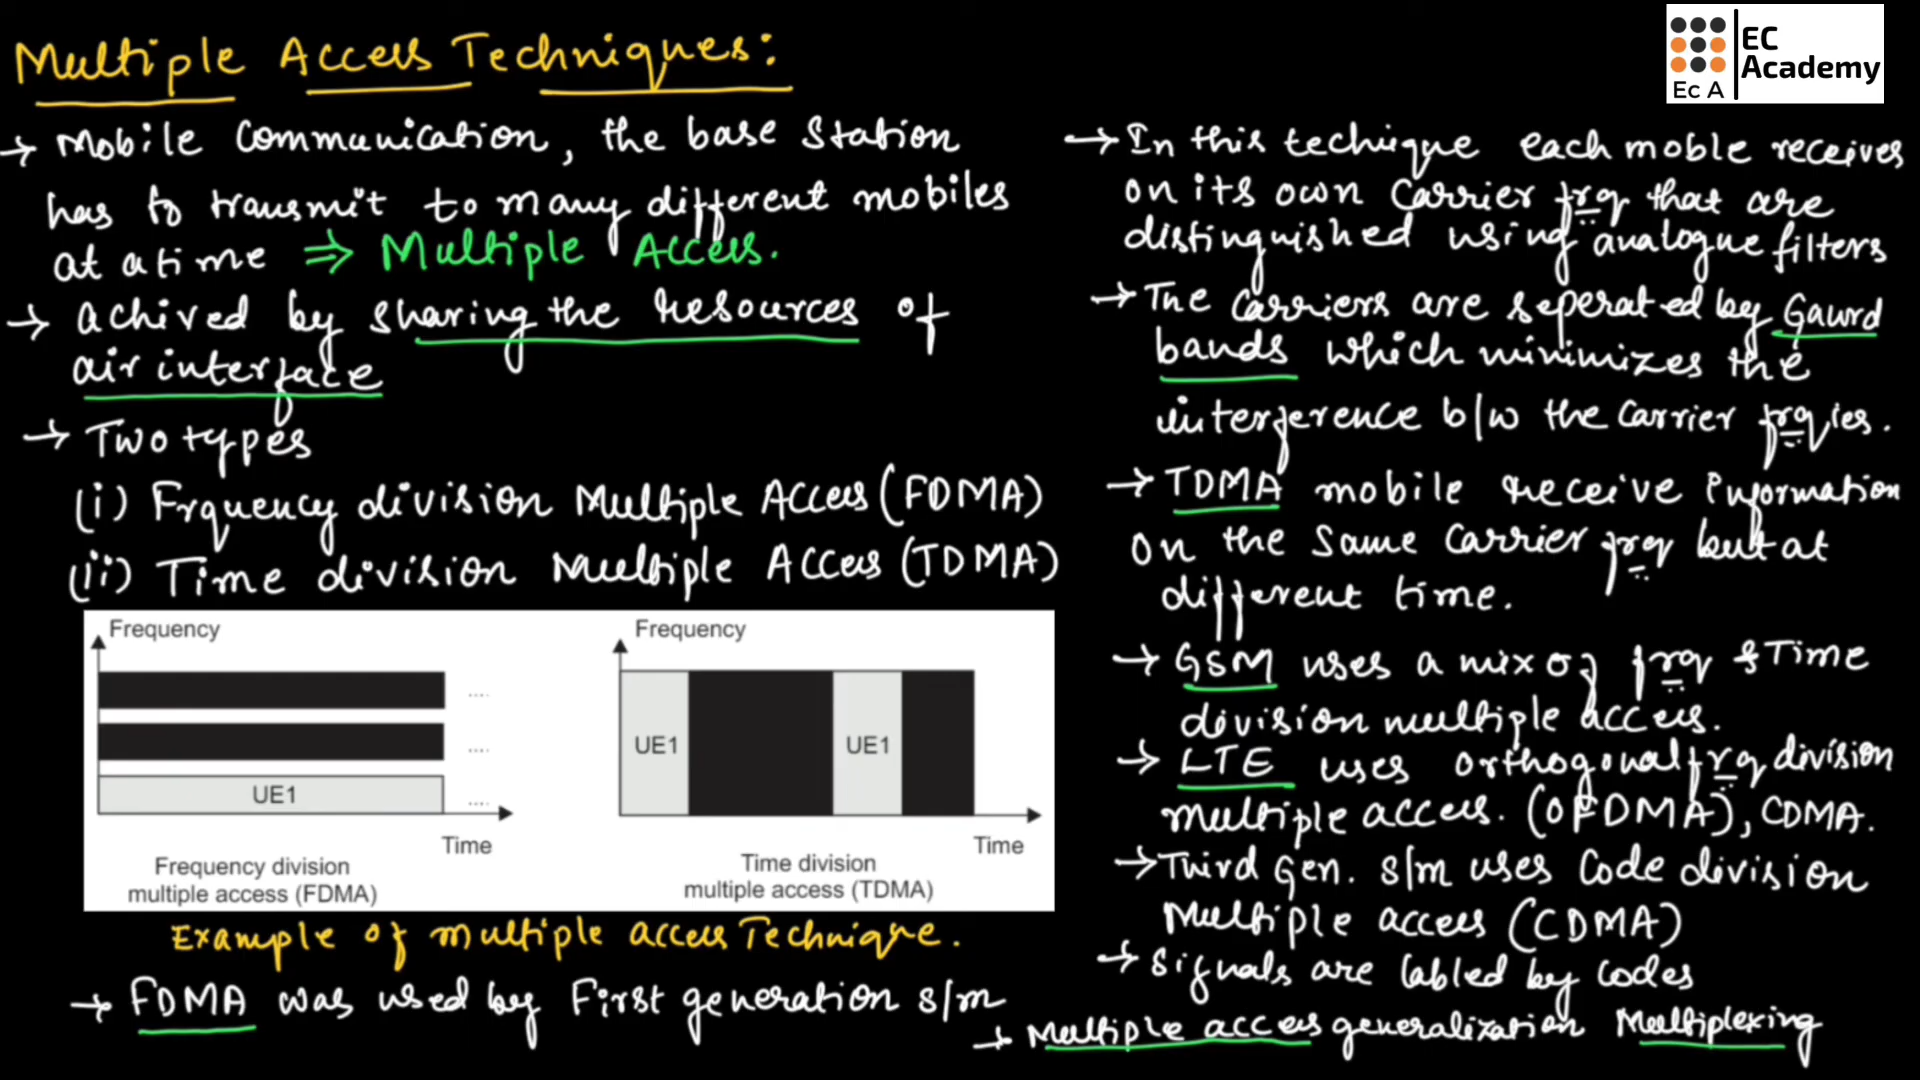 Multiple Access Techniques:
→ Mobile Communication, the base station
has to transmit to many different mobiles
at a time ⇒ Multiple Access.
→ achived by sharing the resources of
air interface
→ Two types
(i) Frquency division Multiple Access (FDMA)
(ii) Time division Multiple Access (TDMA)
Frequency
....
....
UE1
....
Time
Frequency division
multiple access (FDMA)
Frequency
UE1
UE1
Time
Time division
multiple access (TDMA)
Example of multiple access Technique.
→ FDMA was used by First generation s/m
EC
Academy
Ec A
→ In this technique each moble receives
on its own carrier frq that are
distinguished using analogue filters
→ The carriers are seperated by Gaurd
bands which minimizes the
interference b/w the carrier frqies.
→ TDMA mobile receive information
on the same carrier frq but at
different time.
→ GSM uses a mix of frq & Time
division multiple access.
→ LTE uses orthogonal frq division
multiple access. (OFDMA), CDMA.
→ Third Gen. s/m uses Code division
Multiple access (CDMA)
→ Signals are labled by codes
→ Multiple access generalization Multiplexing